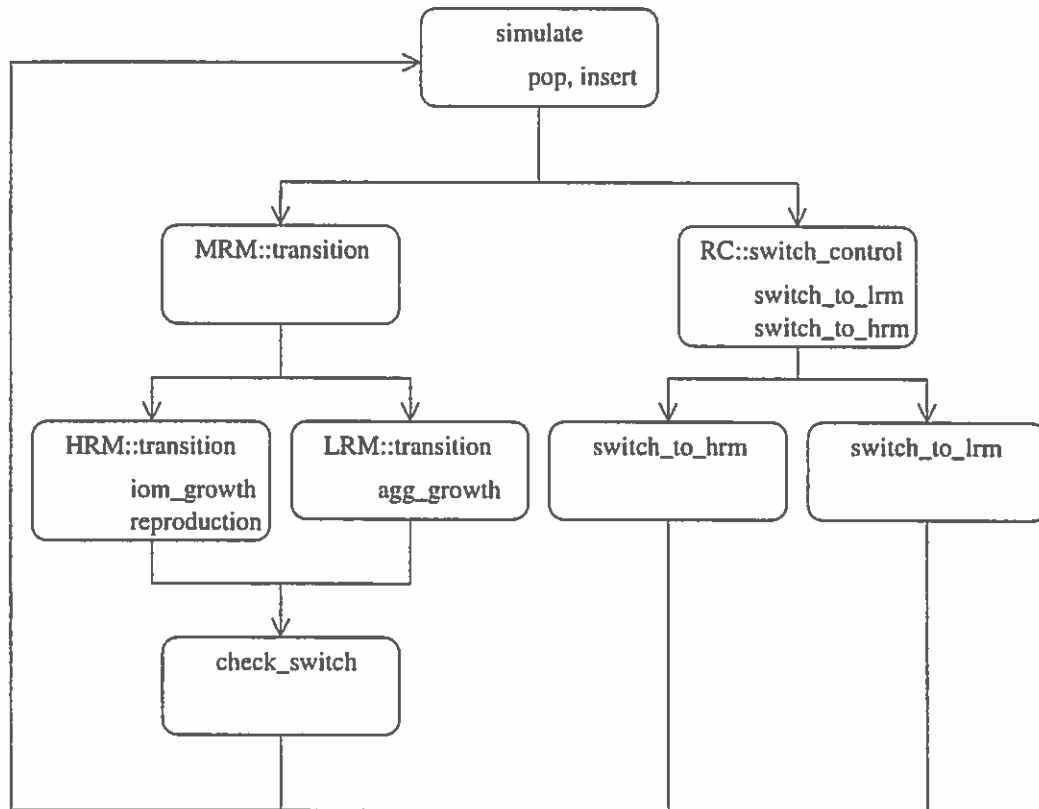 simulate
pop, insert
MRM::transition
RC::switch_control
switch_to_lrm
switch_to_hrm
HRM::transition
iom_growth
reproduction
LRM::transition
agg_growth
switch_to_hrm
switch_to_lrm
check_switch